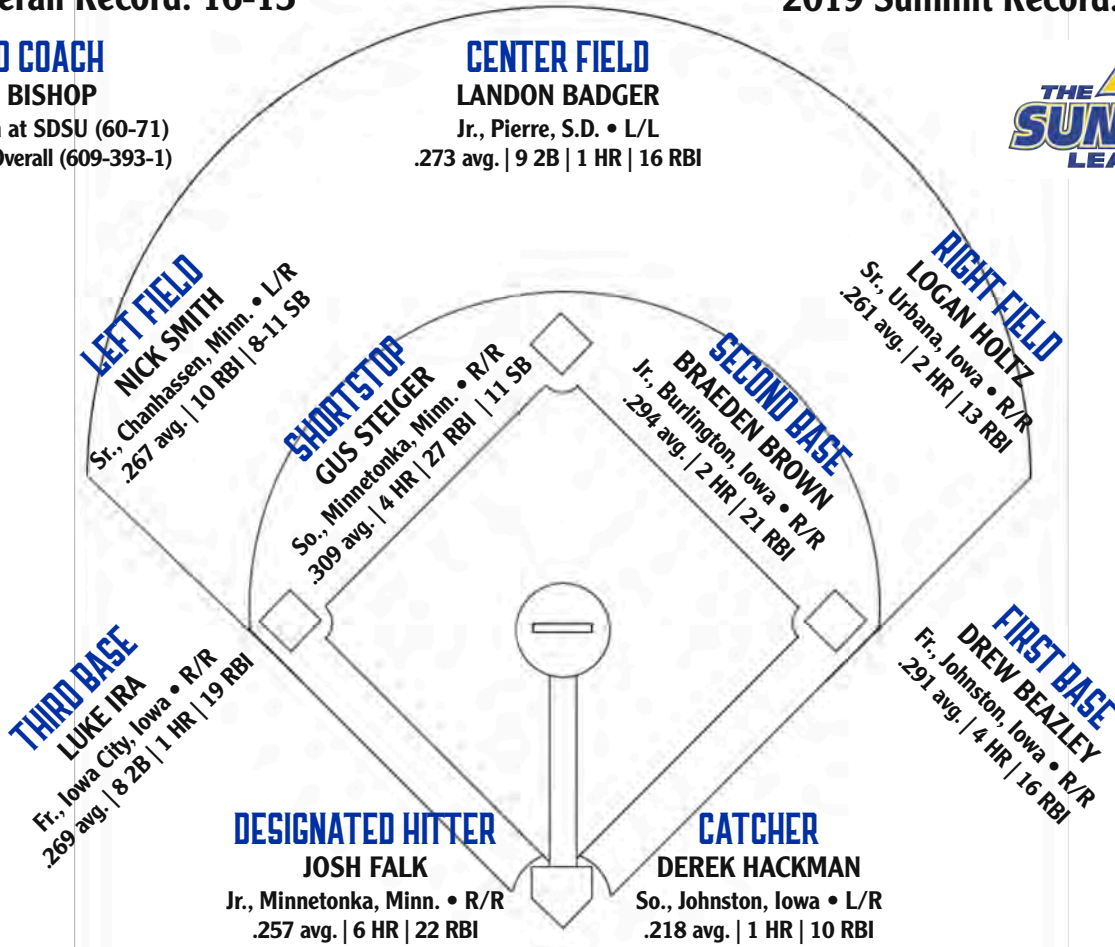 Record:
2019 Summit Record:
COACH
BISHOP
at SDSU (60-71)
Overall (609-393-1)
CENTER FIELD
LANDON BADGER
Jr., Pierre, S.D. • L/L
.273 avg. | 9 2B | 1 HR | 16 RBI
THE
LEFT FIELD
NICK SMITH
Sr., Chanhassen, Minn. • L/R
.267 avg. | 10 RBI | 8-11 SB
SHORTSTOP
GUS STEIGER
So., Minnetonka, Minn. • R/R
.309 avg. | 4 HR | 27 RBI | 11 SB
SECOND BASE
BRAEDEN BROWN
Jr., Burlington, Iowa • R/R
.294 avg. | 2 HR | 21 RBI
RIGHT FIELD
LOGAN HOLTZ
Sr., Urbana, Iowa • R/R
.261 avg. | 2 HR | 13 RBI
THIRD BASE
LUKE IRA
Fr., Iowa City, Iowa • R/R
.269 avg. | 8 2B | 1 HR | 19 RBI
FIRST BASE
DREW BEAZLEY
Fr., Johnston, Iowa • R/R
.291 avg. | 4 HR | 16 RBI
DESIGNATED HITTER
JOSH FALK
Jr., Minnetonka, Minn. • R/R
.257 avg. | 6 HR | 22 RBI
CATCHER
DEREK HACKMAN
So., Johnston, Iowa • L/R
.218 avg. | 1 HR | 10 RBI